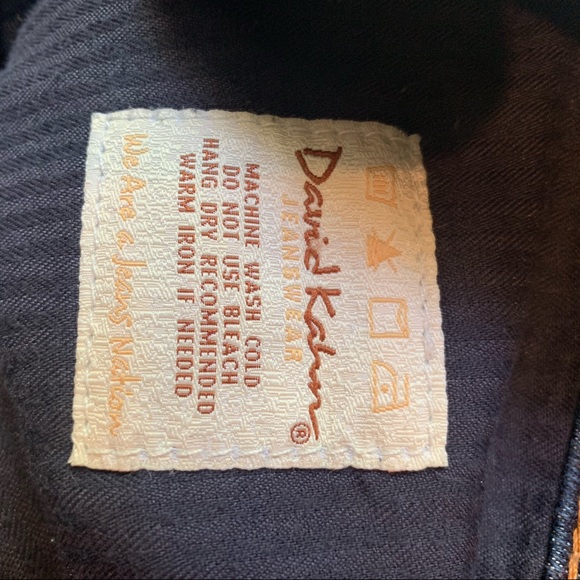 David Kahn®
JEANSWEAR
MACHINE WASH COLD
DO NOT USE BLEACH
HANG DRY RECOMMENDED
WARM IRON IF NEEDED
We Are a Jeans Nation